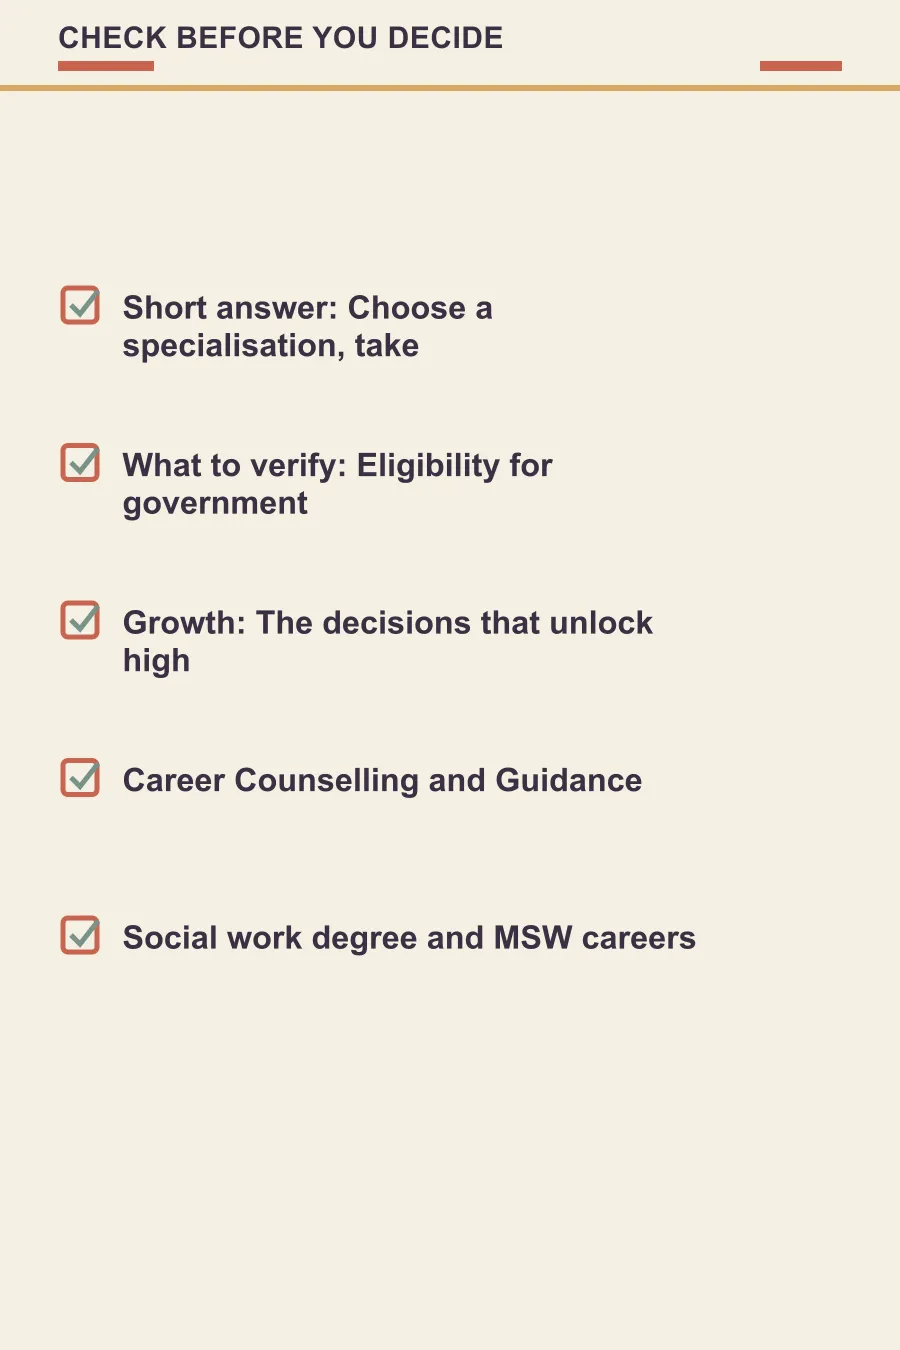 CHECK BEFORE YOU DECIDE
Short answer: Choose a
specialisation, take
What to verify: Eligibility for
government
Growth: The decisions that unlock
high
Career Counselling and Guidance
Social work degree and MSW careers